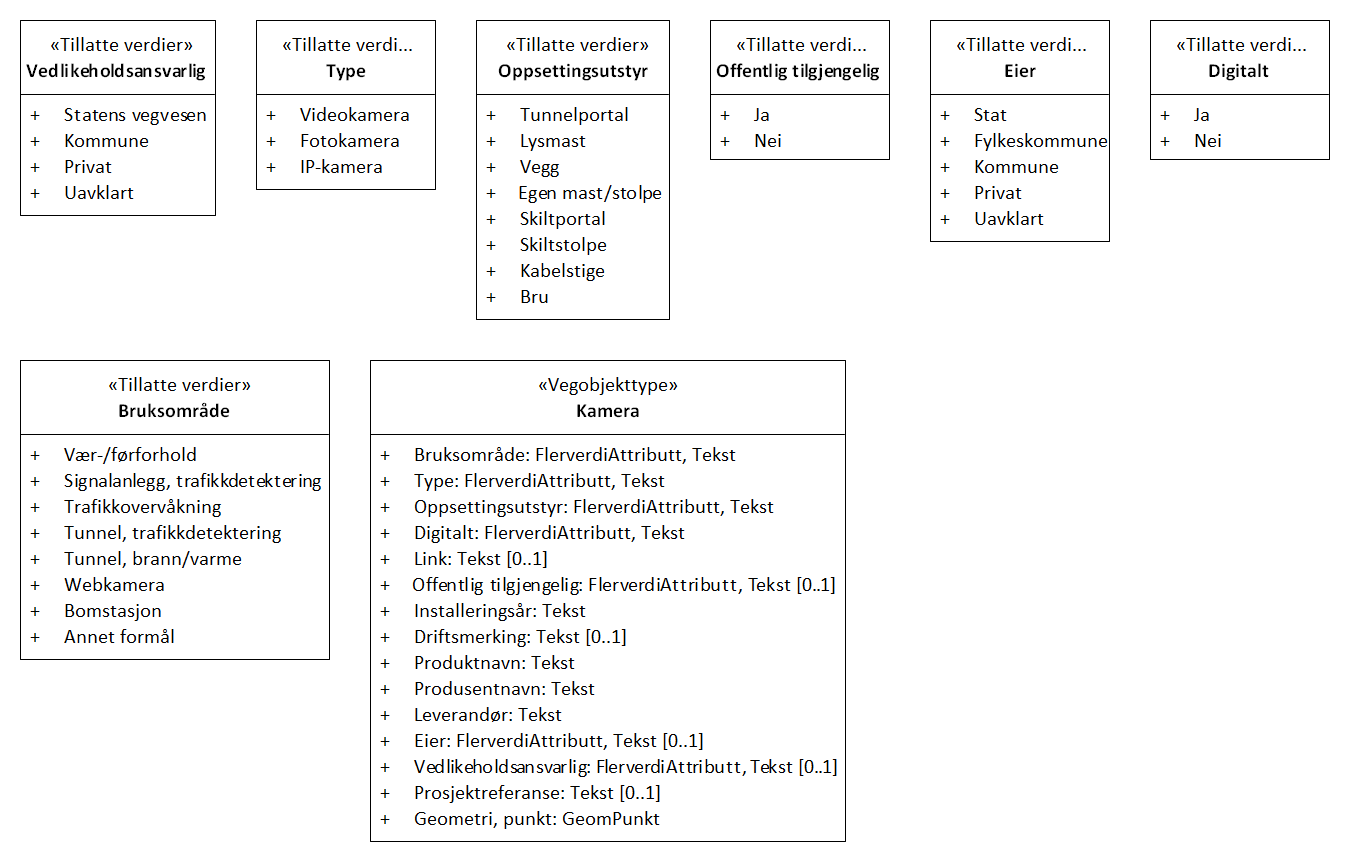 «Tillatte verdier»
Vedlikeholdsansvarlig
+ Statens vegvesen
+ Kommune
+ Privat
+ Uavklart
«Tillatte verdi...
Type
+ Videokamera
+ Fotokamera
+ IP-kamera
«Tillatte verdier»
Oppsettingsutstyr
+ Tunnelportal
+ Lysmast
+ Vegg
+ Egen mast/stolpe
+ Skiltportal
+ Skiltstolpe
+ Kabelstige
+ Bru
«Tillatte verdi...
Offentlig tilgjengelig
+ Ja
+ Nei
«Tillatte verdi...
Eier
+ Stat
+ Fylkeskommune
+ Kommune
+ Privat
+ Uavklart
«Tillatte verdi...
Digitalt
+ Ja
+ Nei
«Tillatte verdier»
Bruksområde
+ Vær-/førforhold
+ Signalanlegg, trafikkdetektering
+ Trafikkovervåkning
+ Tunnel, trafikkdetektering
+ Tunnel, brann/varme
+ Webkamera
+ Bomstasjon
+ Annet formål
«Vegobjekttype»
Kamera
+ Bruksområde: FlerverdiAttributt, Tekst
+ Type: FlerverdiAttributt, Tekst
+ Oppsettingsutstyr: FlerverdiAttributt, Tekst
+ Digitalt: FlerverdiAttributt, Tekst
+ Link: Tekst [0..1]
+ Offentlig tilgjengelig: FlerverdiAttributt, Tekst [0..1]
+ Installeringsår: Tekst
+ Driftsmerking: Tekst [0..1]
+ Produktnavn: Tekst
+ Produsentnavn: Tekst
+ Leverandør: Tekst
+ Eier: FlerverdiAttributt, Tekst [0..1]
+ Vedlikeholdsansvarlig: FlerverdiAttributt, Tekst [0..1]
+ Prosjektreferanse: Tekst [0..1]
+ Geometri, punkt: GeomPunkt